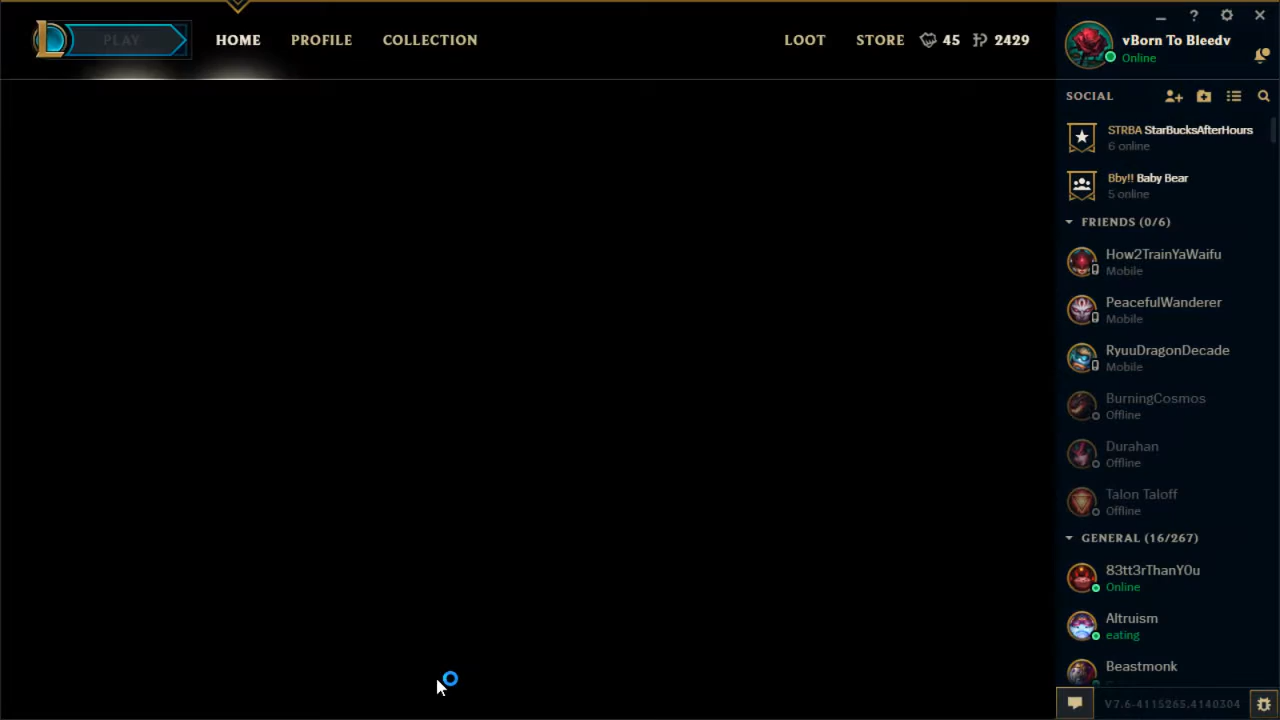 PLAY
HOME
PROFILE
COLLECTION
LOOT
STORE
45
2429
?
vBorn To Bleedv
Online
SOCIAL
STRBA StarBucksAfterHours
6 online
Bby!! Baby Bear
5 online
FRIENDS (0/6)
How2TrainYaWaifu
Mobile
PeacefulWanderer
Mobile
RyuuDragonDecade
Mobile
BurningCosmos
Offline
Durahan
Offline
Talon Taloff
Offline
GENERAL (16/267)
83tt3rThanY0u
Online
Altruism
eating
Beastmonk
V7.6-4115265.4140304